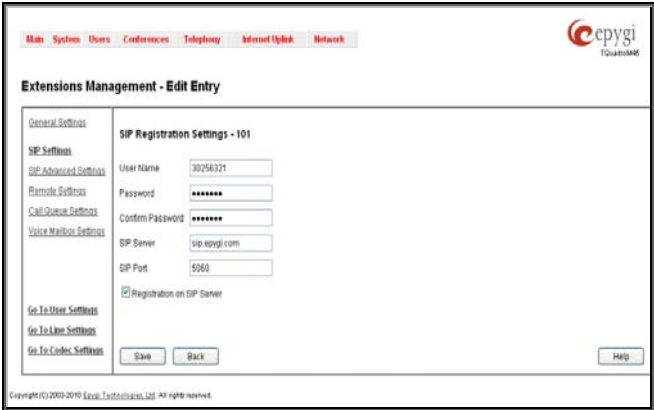 Main System Users Conferences Telephony Internet Uplink Network
epygi
Extensions Management - Edit Entry
General Settings
SIP Settings
SIP Advanced Settings
Remote Settings
Call Queue Settings
Voice Mailbox Settings
Go To User Settings
Go To Line Settings
Go To Codec Settings
SIP Registration Settings - 101
User Name 30256321
Password •••••••
Confirm Password •••••••
SIP Server sip.epygi.com
SIP Port 5060
Registration on SIP Server
Save Back Help
Copyright (C) 2003-2010 Epygi Technologies, Ltd. All rights reserved.